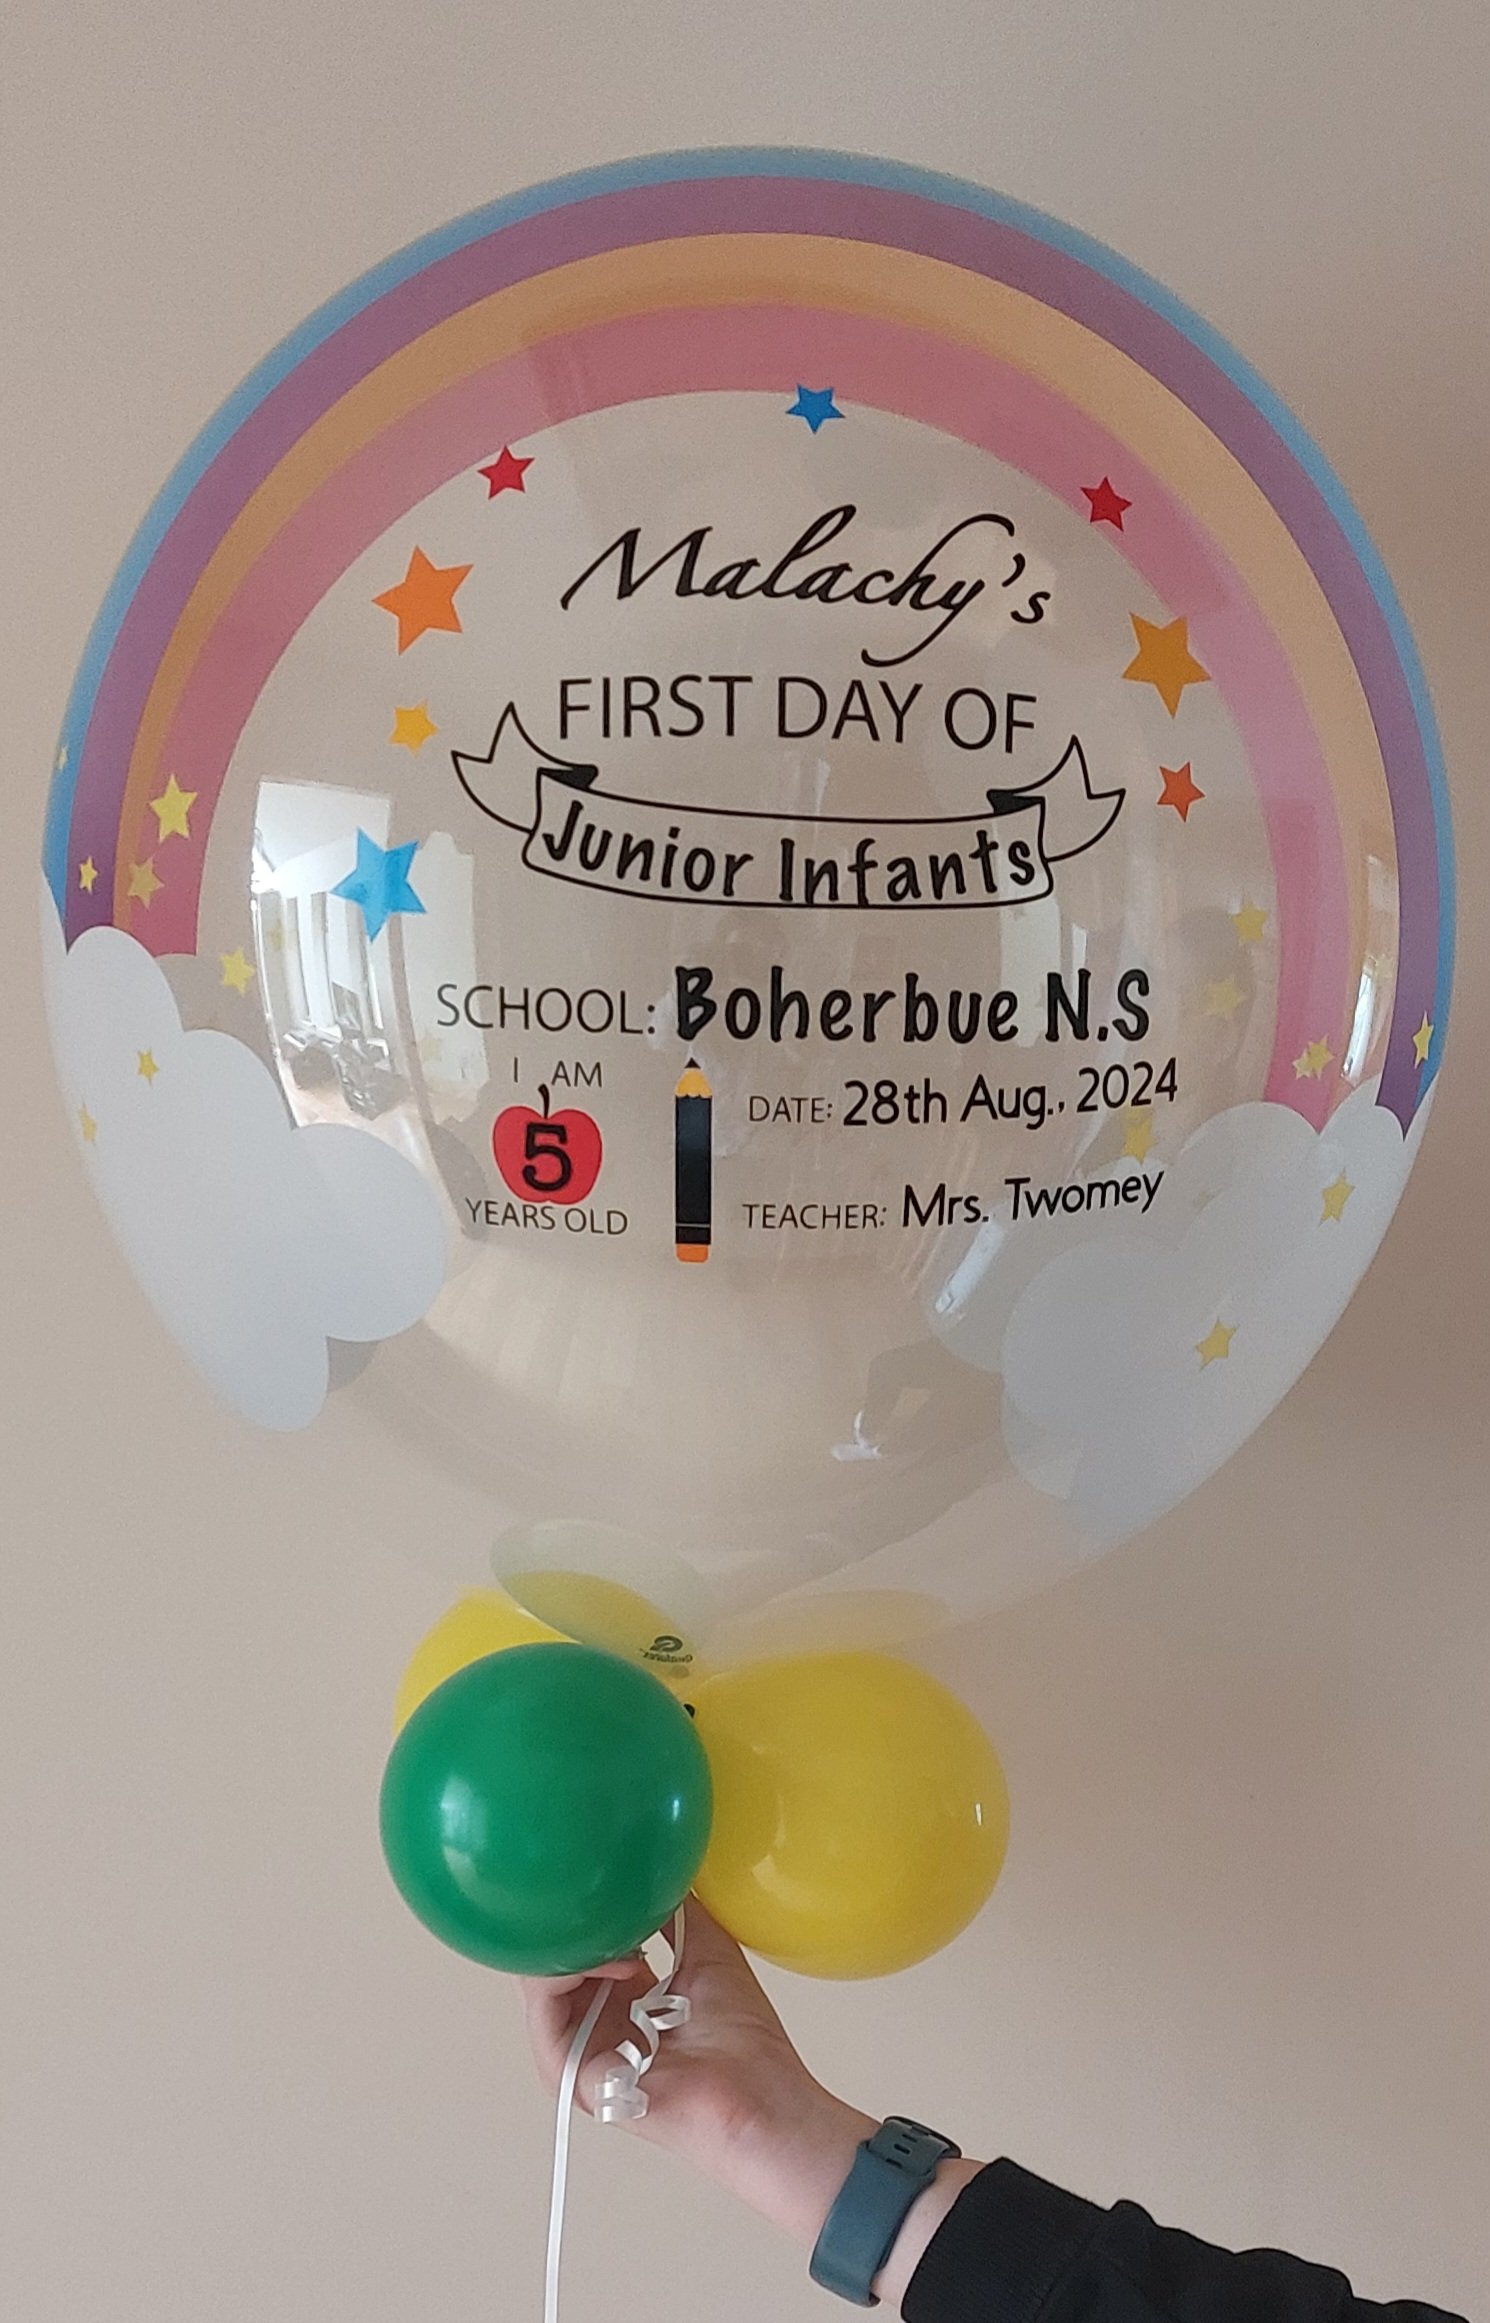 Malachy's
FIRST DAY OF
Junior Infants
SCHOOL: Boherbue N.S
I AM
5
YEARS OLD
DATE: 28th Aug., 2024
TEACHER: Mrs. Twomey